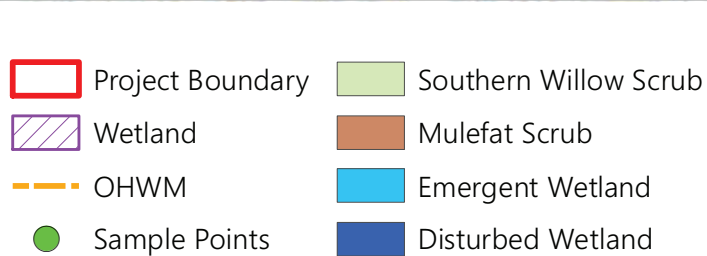 Project Boundary
Wetland
OHWM
Sample Points
Southern Willow Scrub
Mulefat Scrub
Emergent Wetland
Disturbed Wetland